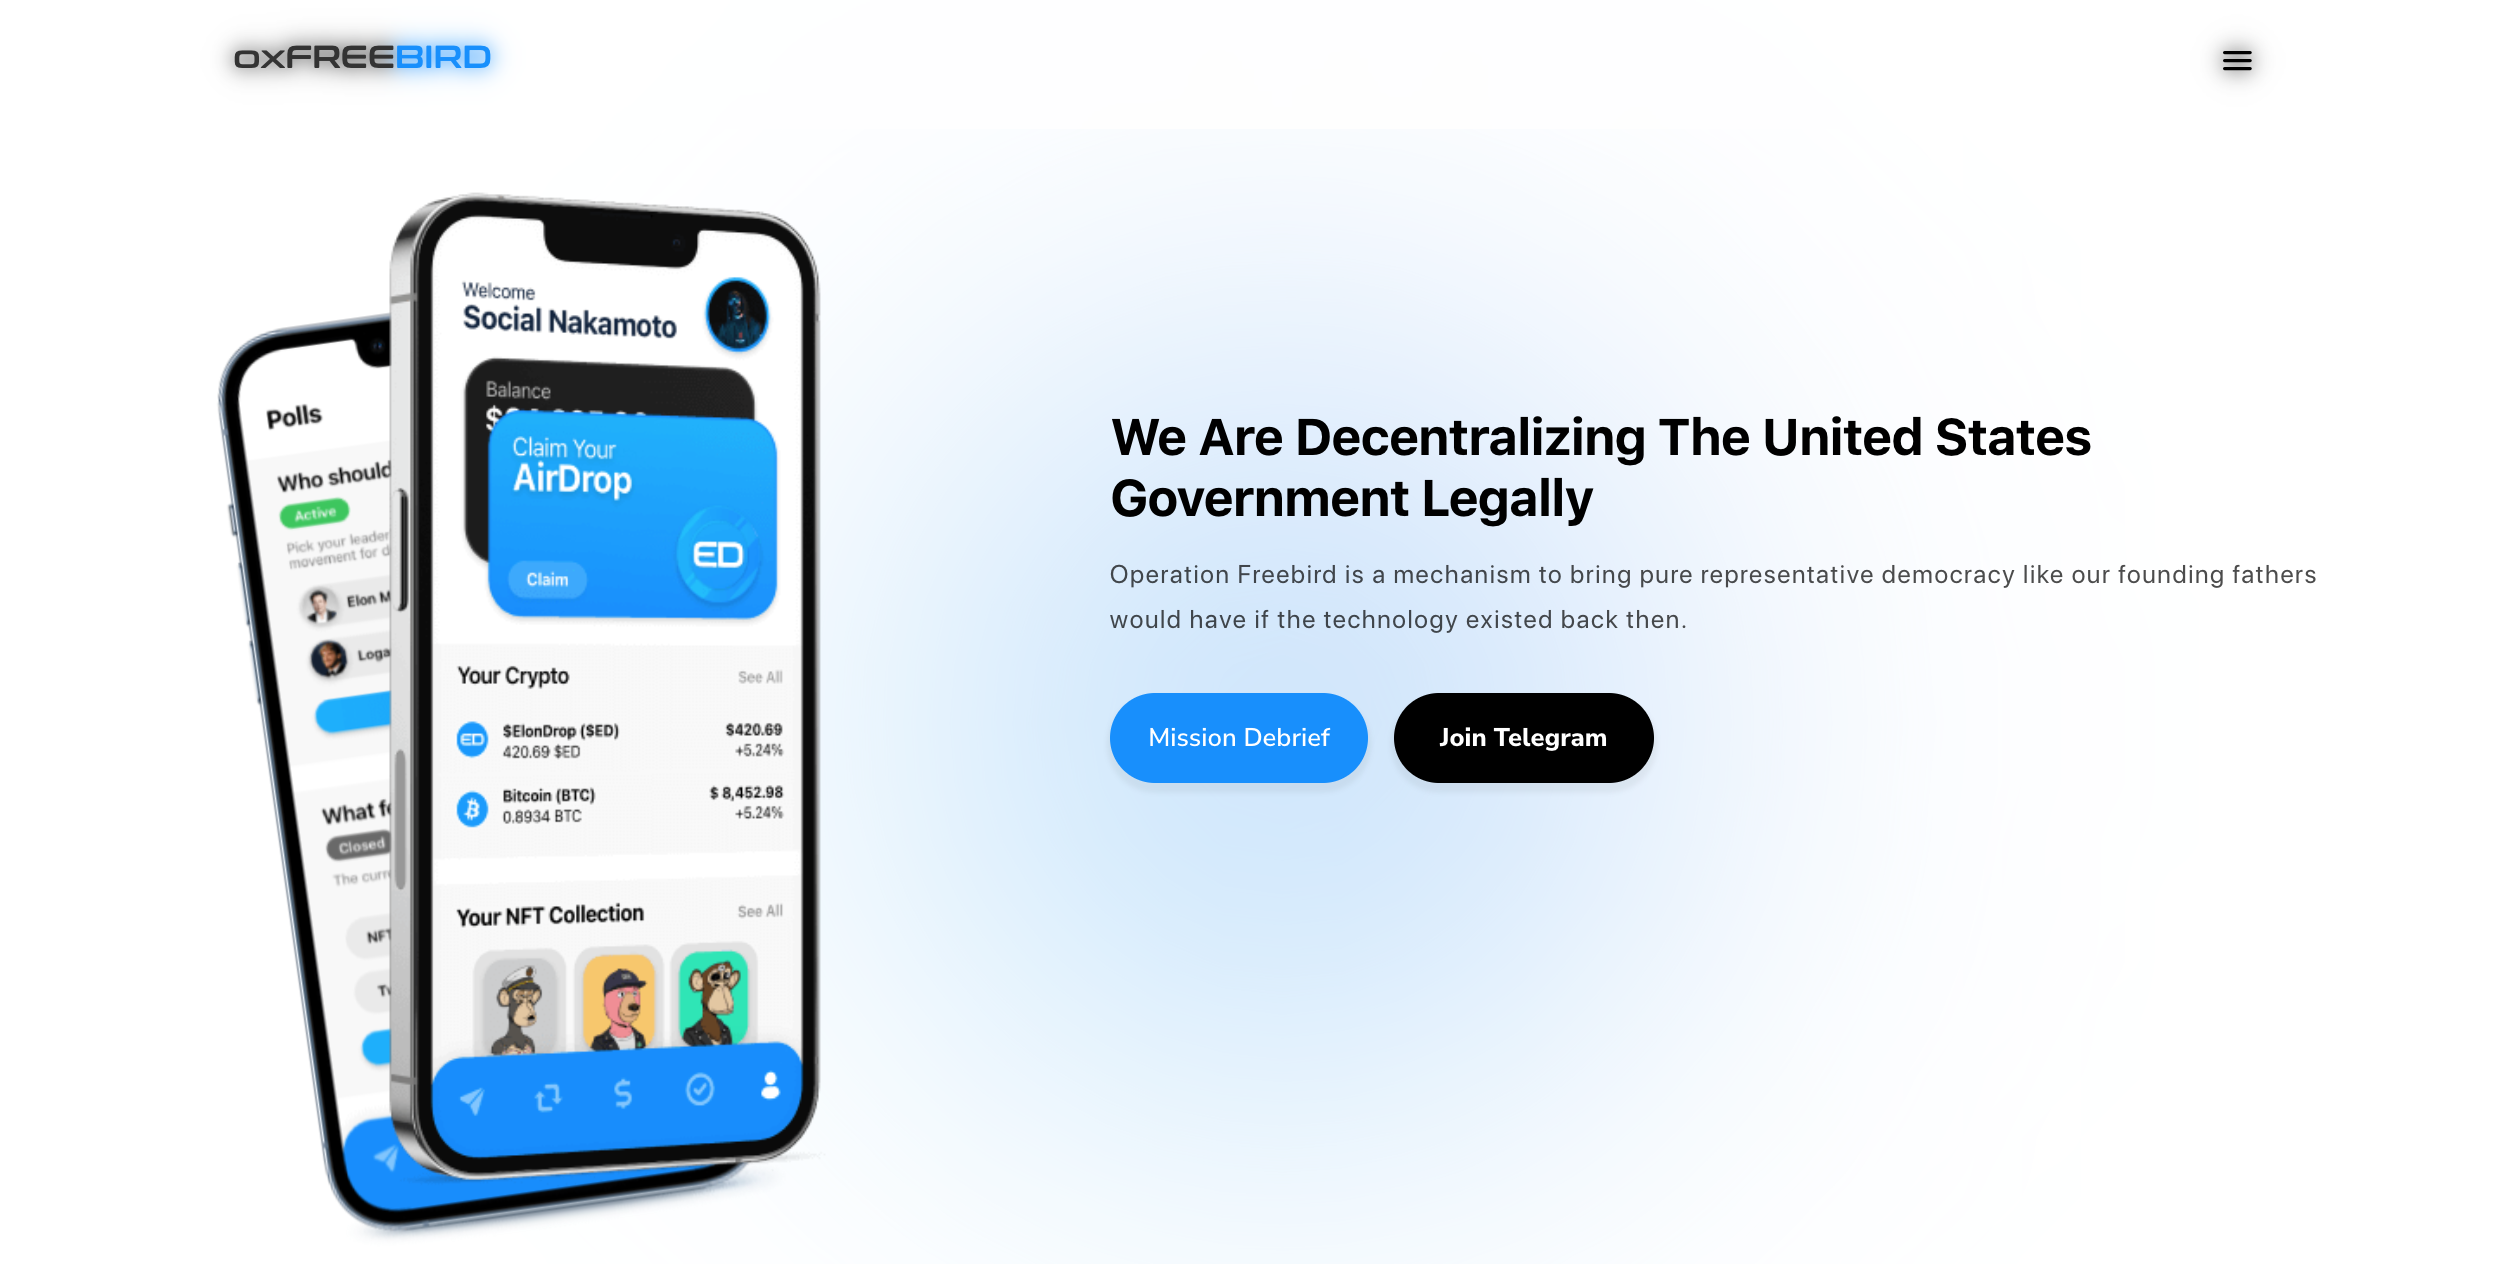 oxFREEBIRD
Welcome
Social Nakamoto
Balance
Claim Your
AirDrop
ED
Claim
Your Crypto
See All
ED
$ElonDrop ($ED)
$420.69
420.69 $ED
+5.24%
Bitcoin (BTC)
$ 8,452.98
0.8934 BTC
+5.24%
Your NFT Collection
See All
Polls
Who should
Active
Pick your leader
movement for d
Elon M
Loga
What fe
Closed
The curr
NFT
Tw
We Are Decentralizing The United States
Government Legally
Operation Freebird is a mechanism to bring pure representative democracy like our founding fathers
would have if the technology existed back then.
Mission Debrief
Join Telegram